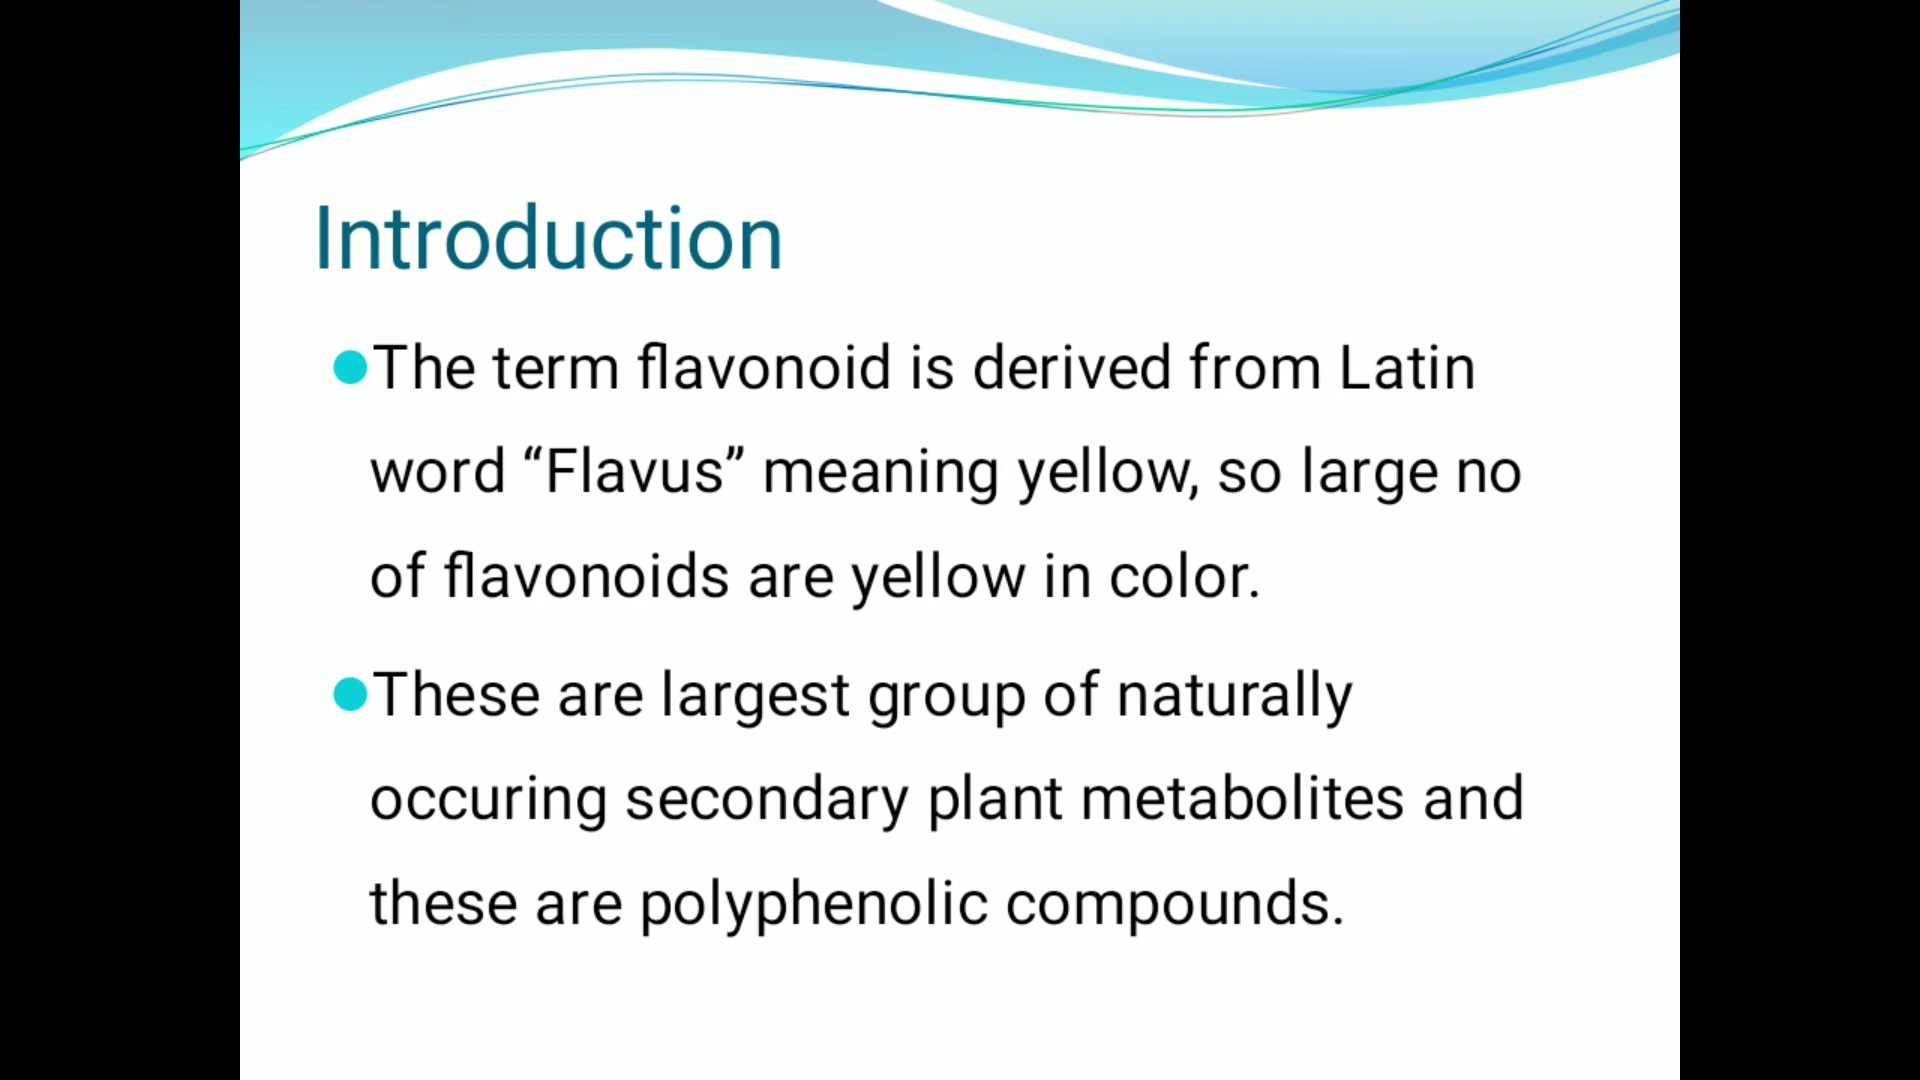 Introduction
The term flavonoid is derived from Latin
word “Flavus” meaning yellow, so large no
of flavonoids are yellow in color.
These are largest group of naturally
occuring secondary plant metabolites and
these are polyphenolic compounds.